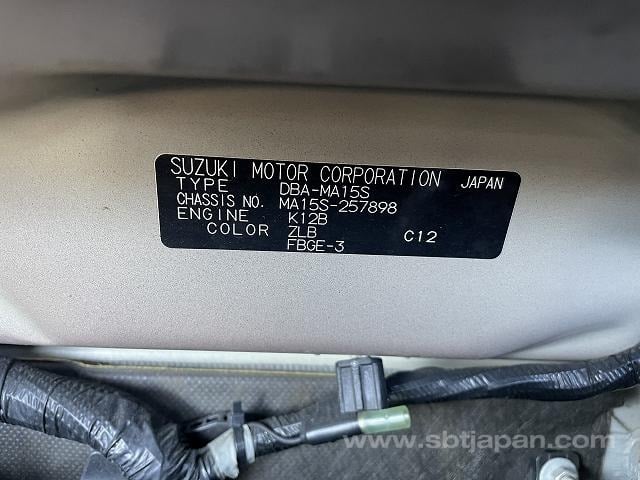 SUZUKI MOTOR CORPORATION JAPAN
TYPE DBA-MA15S
CHASSIS NO. MA15S-257898
ENGINE K12B
COLOR ZLB C12
FBGE-3
www.sbtjapan.com